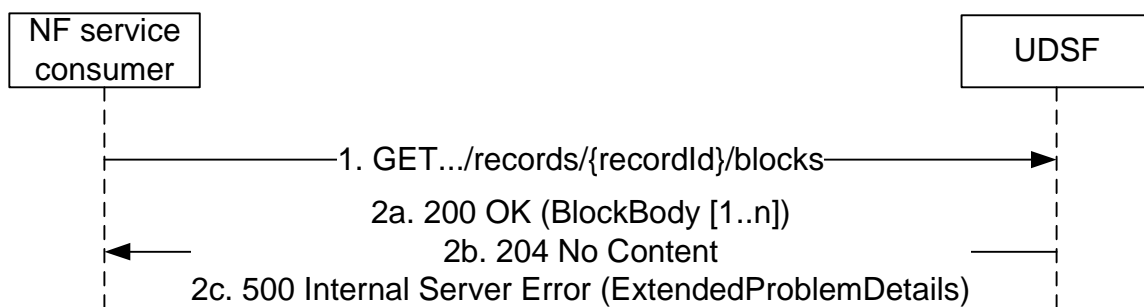 NF service
consumer
UDSF
1. GET.../records/{recordId}/blocks
2a. 200 OK (BlockBody [1..n])
2b. 204 No Content
2c. 500 Internal Server Error (ExtendedProblemDetails)